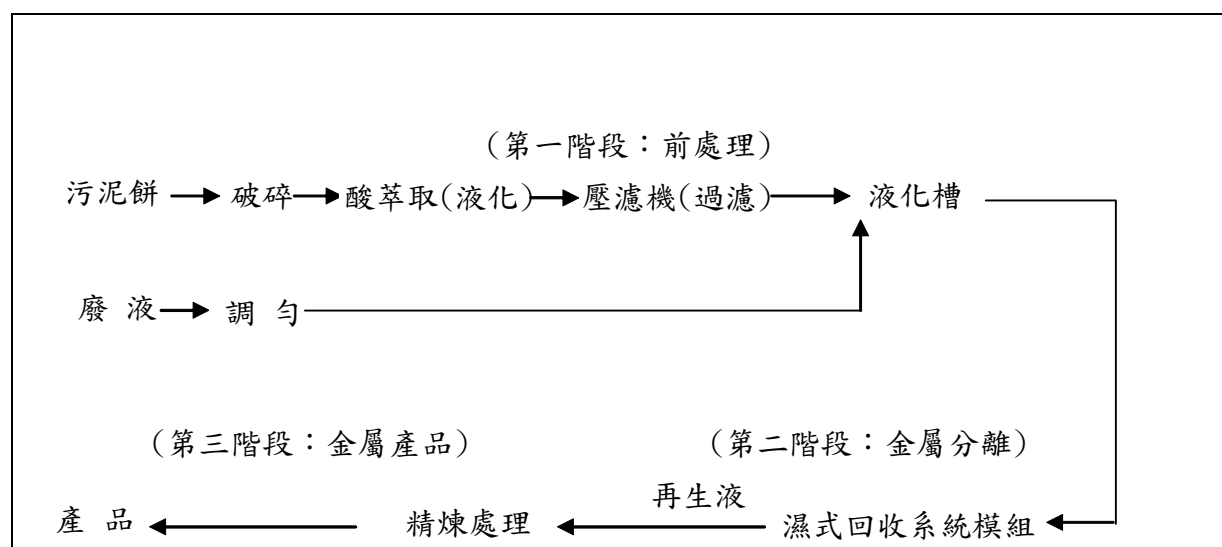 (第一階段：前處理)
污泥餅 破碎 酸萃取(液化) 壓濾機(過濾) 液化槽
廢 液 調 勻
(第三階段：金屬產品) (第二階段：金屬分離)
再生液
產 品 精煉處理 濕式回收系統模組